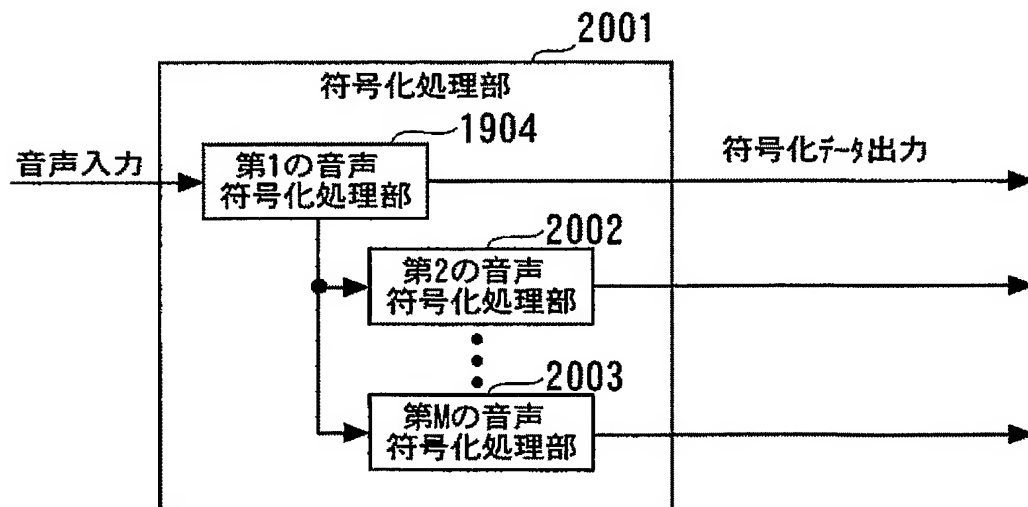 2001
符号化処理部
1904
音声入力
第1の音声
符号化処理部
符号化データ出力
2002
第2の音声
符号化処理部
2003
第Mの音声
符号化処理部